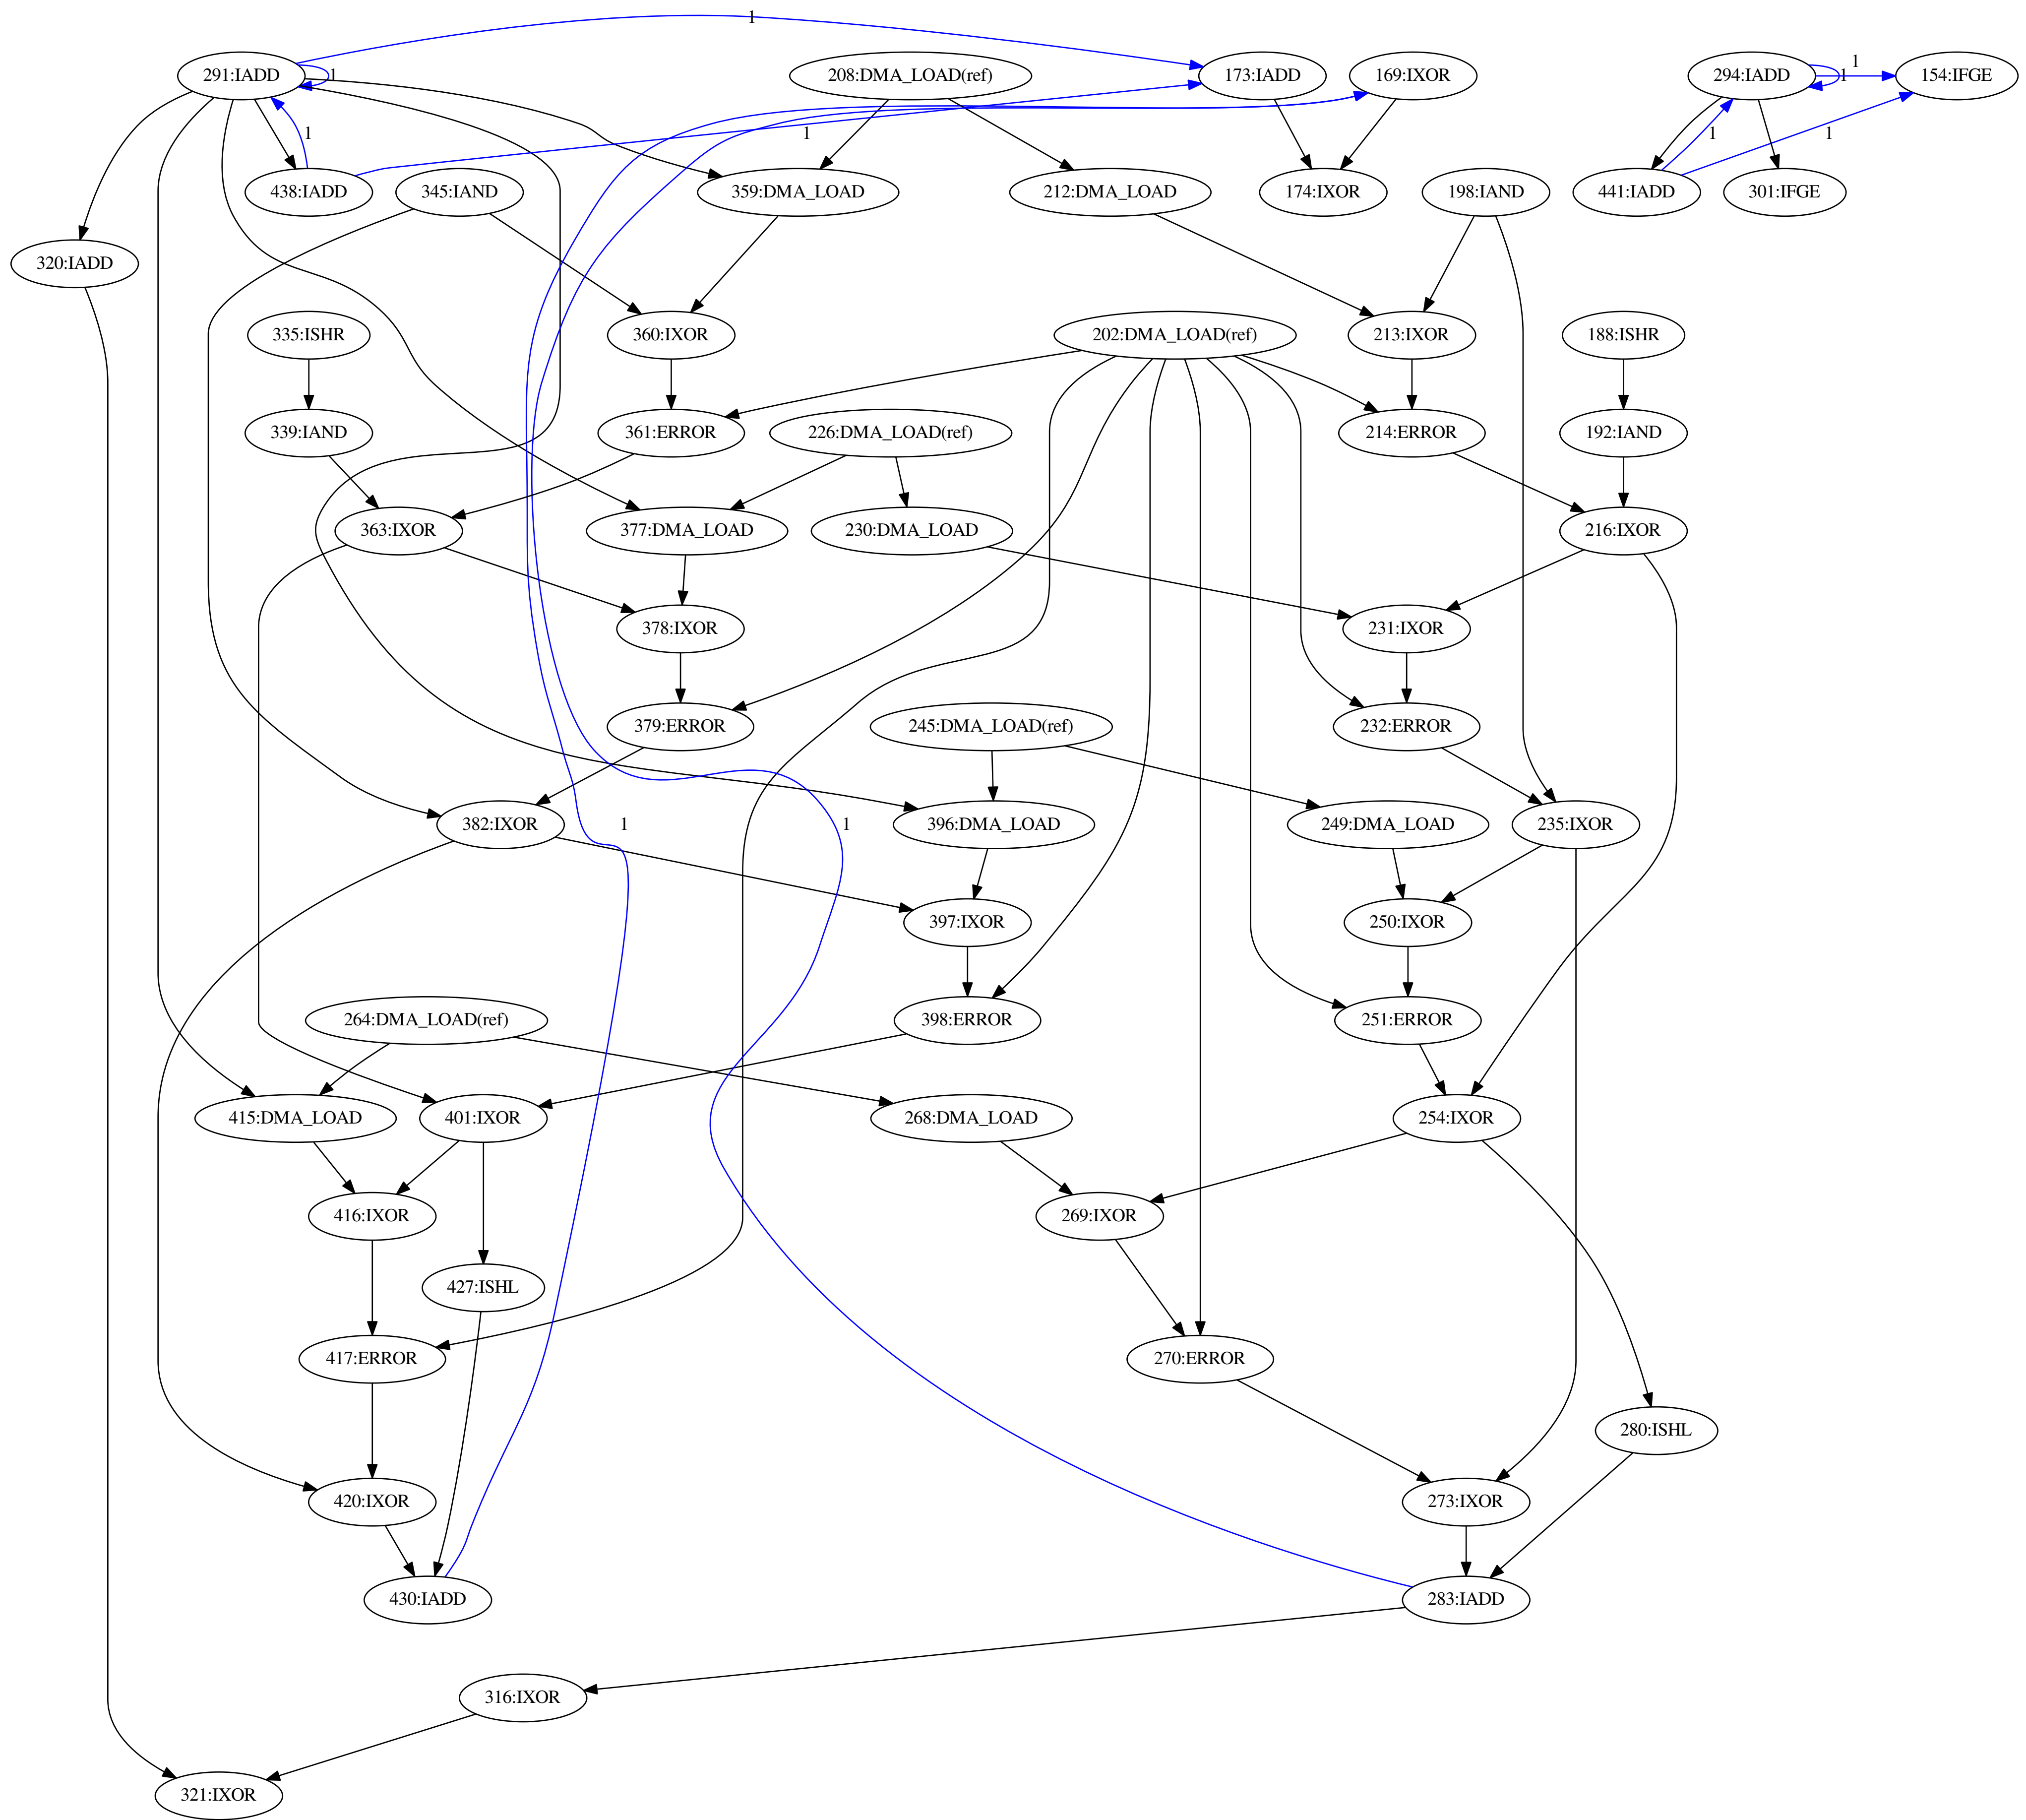 1
291:IADD
1
208:DMA_LOAD(ref)
173:IADD
169:IXOR
294:IADD
1
1
154:IFGE
1
1
1
1
438:IADD
345:IAND
359:DMA_LOAD
212:DMA_LOAD
174:IXOR
198:IAND
441:IADD
301:IFGE
320:IADD
335:ISHR
360:IXOR
202:DMA_LOAD(ref)
213:IXOR
188:ISHR
339:IAND
361:ERROR
226:DMA_LOAD(ref)
214:ERROR
192:IAND
363:IXOR
377:DMA_LOAD
230:DMA_LOAD
216:IXOR
378:IXOR
231:IXOR
379:ERROR
245:DMA_LOAD(ref)
232:ERROR
382:IXOR
1
1
396:DMA_LOAD
249:DMA_LOAD
235:IXOR
397:IXOR
250:IXOR
264:DMA_LOAD(ref)
398:ERROR
251:ERROR
415:DMA_LOAD
401:IXOR
268:DMA_LOAD
254:IXOR
416:IXOR
269:IXOR
427:ISHL
417:ERROR
270:ERROR
280:ISHL
420:IXOR
273:IXOR
430:IADD
283:IADD
316:IXOR
321:IXOR